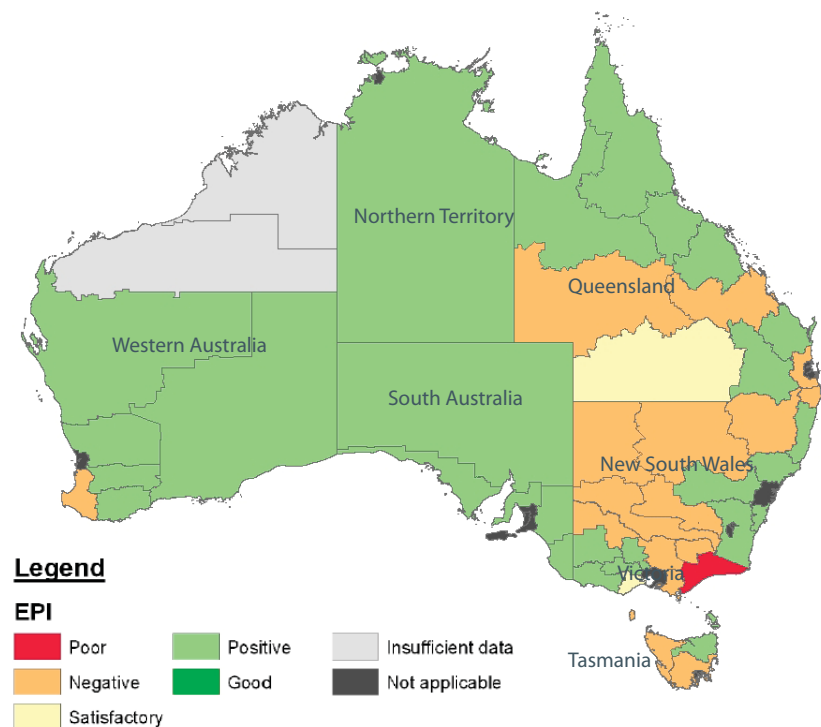 Northern Territory
Queensland
Western Australia
South Australia
New South Wales
Victoria
Tasmania
Legend
EPI
Poor
Positive
Insufficient data
Negative
Good
Not applicable
Satisfactory